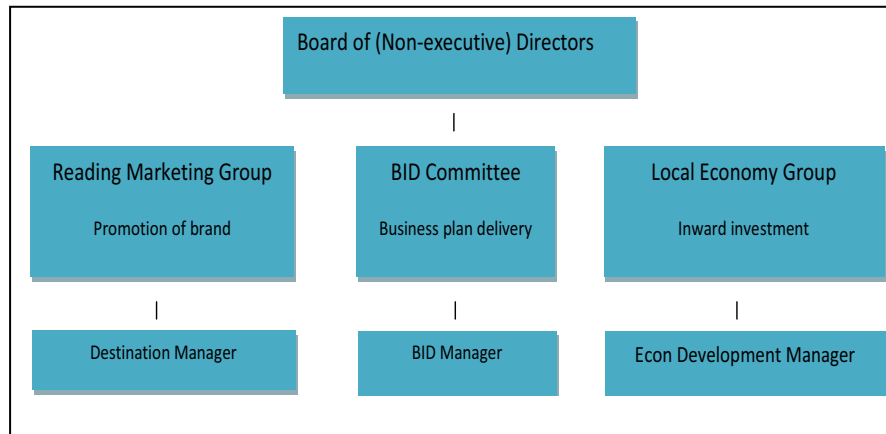 Board of (Non-executive) Directors
Reading Marketing Group
Promotion of brand
BID Committee
Business plan delivery
Local Economy Group
Inward investment
Destination Manager
BID Manager
Econ Development Manager